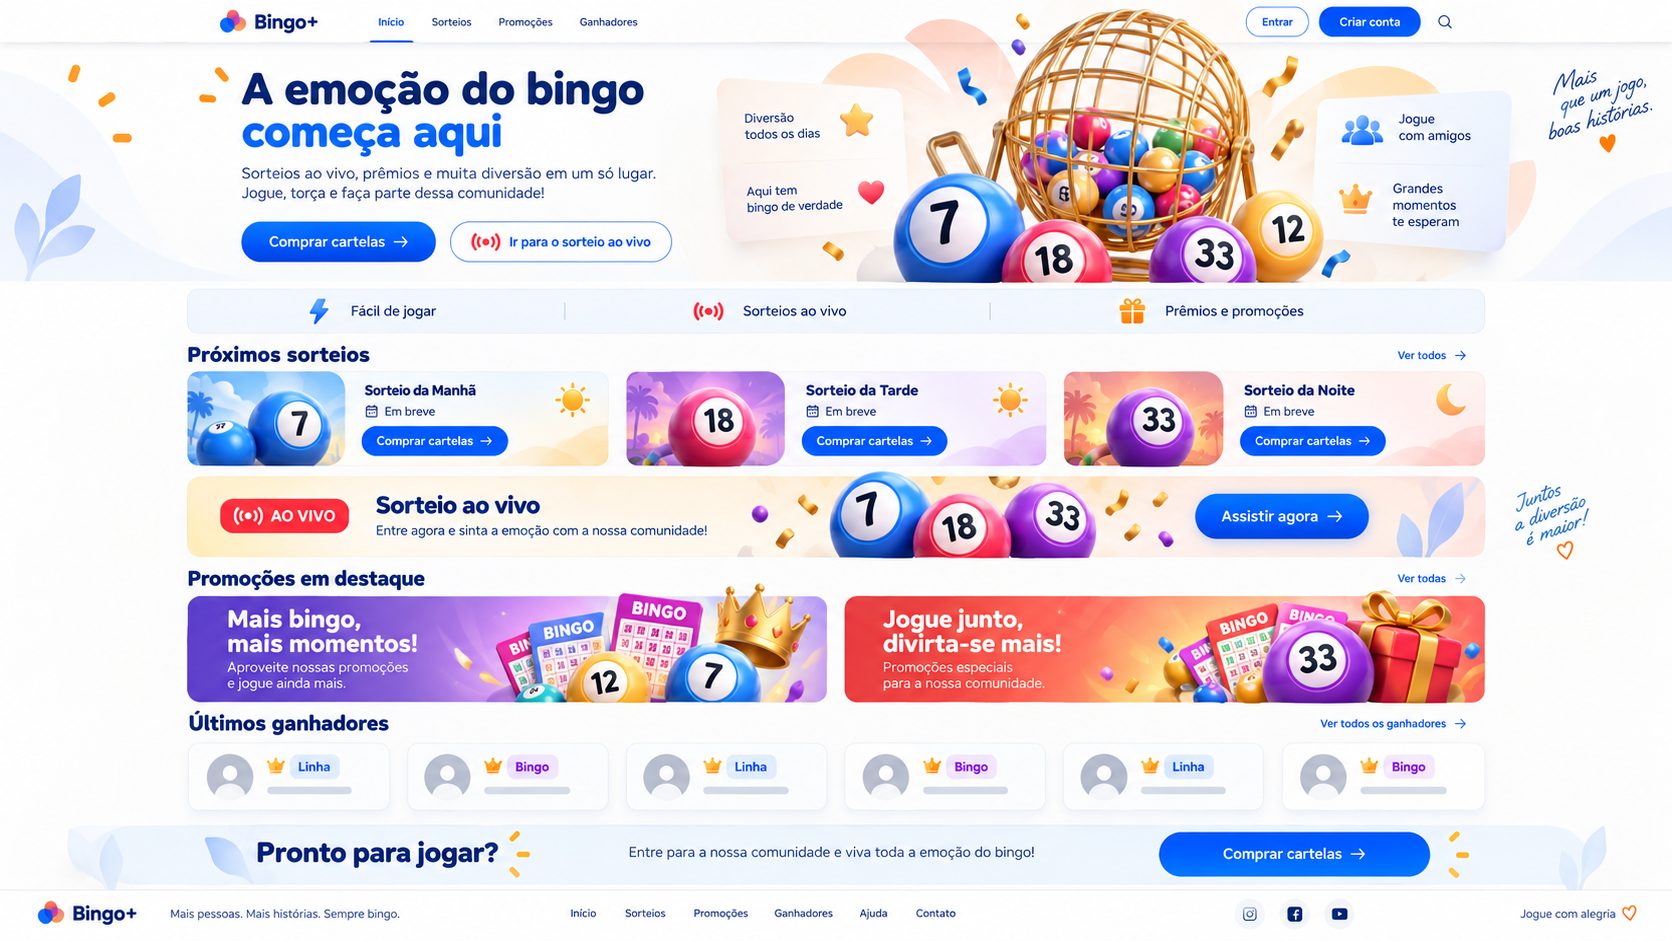 Bingo+
Início
Sorteios
Promoções
Ganhadores
Entrar
Criar conta
A emoção do bingo
começa aqui
Sorteios ao vivo, prêmios e muita diversão em um só lugar.
Jogue, torça e faça parte dessa comunidade!
Comprar cartelas
Ir para o sorteio ao vivo
Diversão
todos os dias
Aqui tem
bingo de verdade
7
18
33
12
Jogue
com amigos
Grandes
momentos
te esperam
Mais
que um jogo,
boas histórias.
Fácil de jogar
Sorteios ao vivo
Prêmios e promoções
Próximos sorteios
Ver todos
7
Sorteio da Manhã
Em breve
Comprar cartelas
18
Sorteio da Tarde
Em breve
Comprar cartelas
33
Sorteio da Noite
Em breve
Comprar cartelas
AO VIVO
Sorteio ao vivo
Entre agora e sinta a emoção com a nossa comunidade!
7
18
33
Assistir agora
Juntos
a diversão
é maior!
Promoções em destaque
Ver todas
Mais bingo,
mais momentos!
Aproveite nossas promoções
e jogue ainda mais.
BINGO
BINGO
12
7
Jogue junto,
divirta-se mais!
Promoções especiais
para a nossa comunidade.
BINGO
33
Últimos ganhadores
Ver todos os ganhadores
Linha
Bingo
Linha
Bingo
Linha
Bingo
Pronto para jogar?
Entre para a nossa comunidade e viva toda a emoção do bingo!
Comprar cartelas
Bingo+
Mais pessoas. Mais histórias. Sempre bingo.
Início
Sorteios
Promoções
Ganhadores
Ajuda
Contato
Jogue com alegria